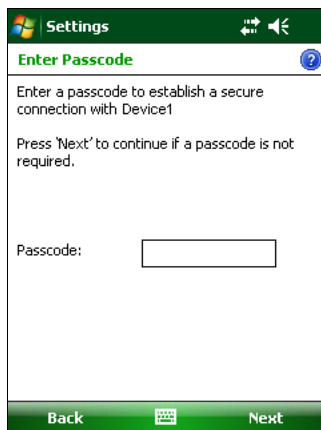 Settings
Enter Passcode
?
Enter a passcode to establish a secure
connection with Device1
Press 'Next' to continue if a passcode is not
required.
Passcode:
Back Next